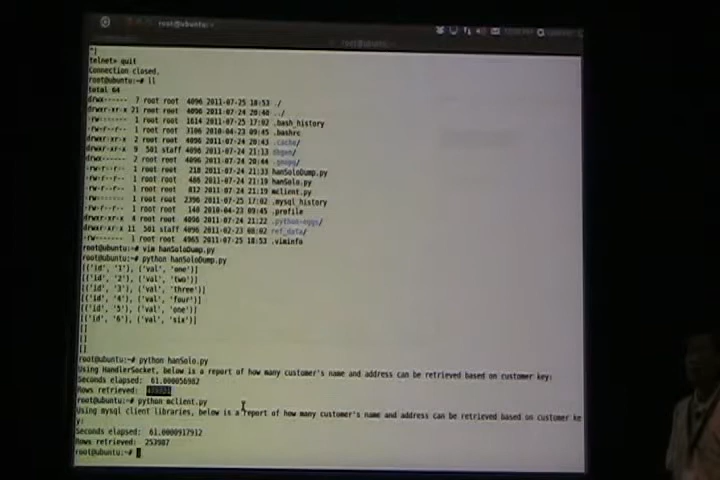 root@ubuntu: ~
"]
telnet> quit
Connection closed.
root@ubuntu:~# ll
total 64
drwx------ 7 root root 4096 2011-07-25 18:53 ./
drwxr-xr-x 21 root root 4096 2011-07-24 20:40 ../
-rw------- 1 root root 1614 2011-07-25 17:02 .bash_history
-rw-r--r-- 1 root root 3106 2010-04-23 09:45 .bashrc
drwxr-xr-x 2 root root 4096 2011-07-24 20:43 .cache/
drwxr-xr-x 9 501 staff 4096 2011-07-24 21:13 dbgen/
drwx------ 2 root root 4096 2011-07-24 20:44 .gnupg/
-rw-r--r-- 1 root root 218 2011-07-24 21:33 hanSoloDump.py
-rw-r--r-- 1 root root 486 2011-07-24 21:19 hanSolo.py
-rw-r--r-- 1 root root 812 2011-07-24 21:19 mclient.py
-rw------- 1 root root 2396 2011-07-25 17:02 .mysql_history
-rw-r--r-- 1 root root 140 2010-04-23 09:45 .profile
drwxr-xr-x 4 root root 4096 2011-07-24 21:22 .python-eggs/
drwxr-xr-x 11 501 staff 4096 2011-02-23 08:02 ref_data/
-rw------- 1 root root 4965 2011-07-25 18:53 .viminfo
root@ubuntu:~# vim hanSoloDump.py
root@ubuntu:~# python hanSoloDump.py
[('id', '1'), ('val', 'one')]
[('id', '2'), ('val', 'two')]
[('id', '3'), ('val', 'three')]
[('id', '4'), ('val', 'four')]
[('id', '5'), ('val', 'one')]
[('id', '6'), ('val', 'six')]
[]
[]
[]
root@ubuntu:~# python hanSolo.py
Using HandlerSocket, below is a report of how many customer's name and address can be retrieved based on customer key:
Seconds elapsed: 61.000056982
Rows retrieved:
root@ubuntu:~# python mclient.py
Using mysql client libraries, below is a report of how many customer's name and address can be retrieved based on customer ke
y:
Seconds elapsed: 61.0000917912
Rows retrieved: 253987
root@ubuntu:~#